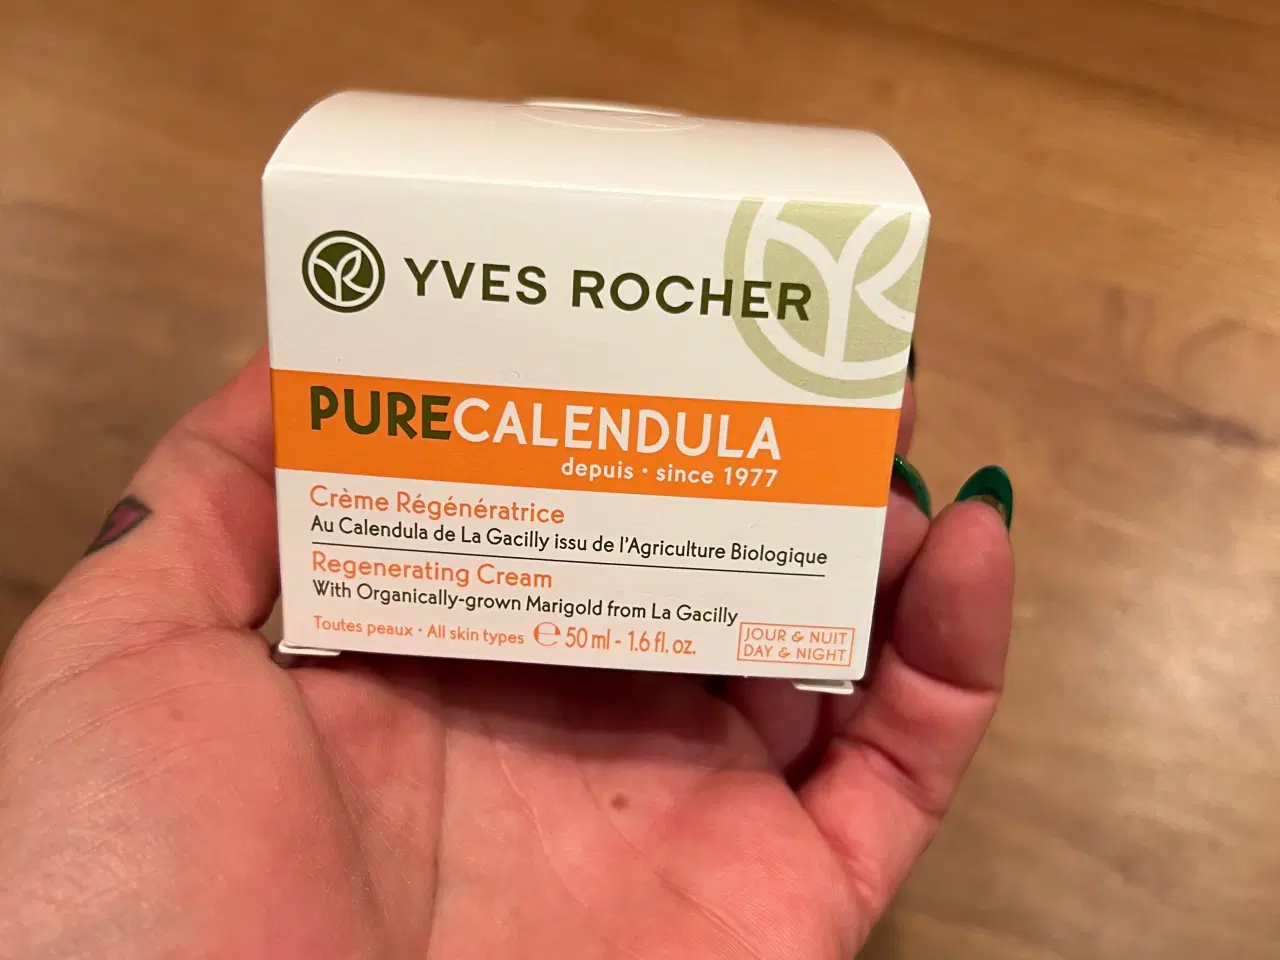 YVES ROCHER
PURECALENDULA
depuis · since 1977
Crème Régénératrice
Au Calendula de La Gacilly issu de l'Agriculture Biologique
Regenerating Cream
With Organically-grown Marigold from La Gacilly
Toutes peaux · All skin types ℮ 50 ml - 1.6 fl. oz.
JOUR & NUIT
DAY & NIGHT